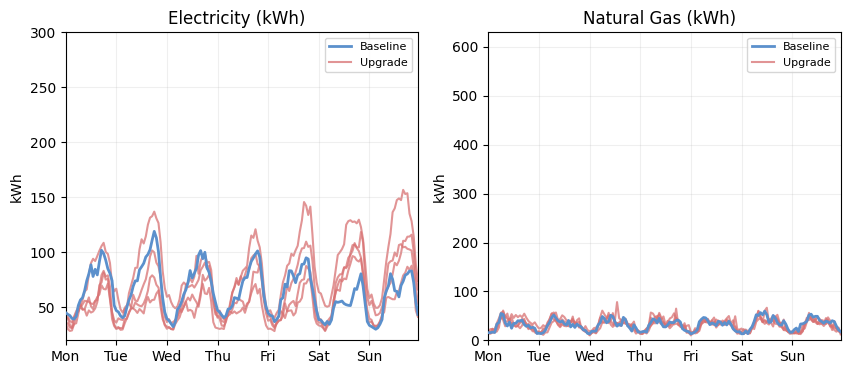 Electricity (kWh)
kWh
300
250
200
150
100
50
Mon Tue Wed Thu Fri Sat Sun
Baseline
Upgrade
Natural Gas (kWh)
kWh
600
500
400
300
200
100
0
Mon Tue Wed Thu Fri Sat Sun
Baseline
Upgrade